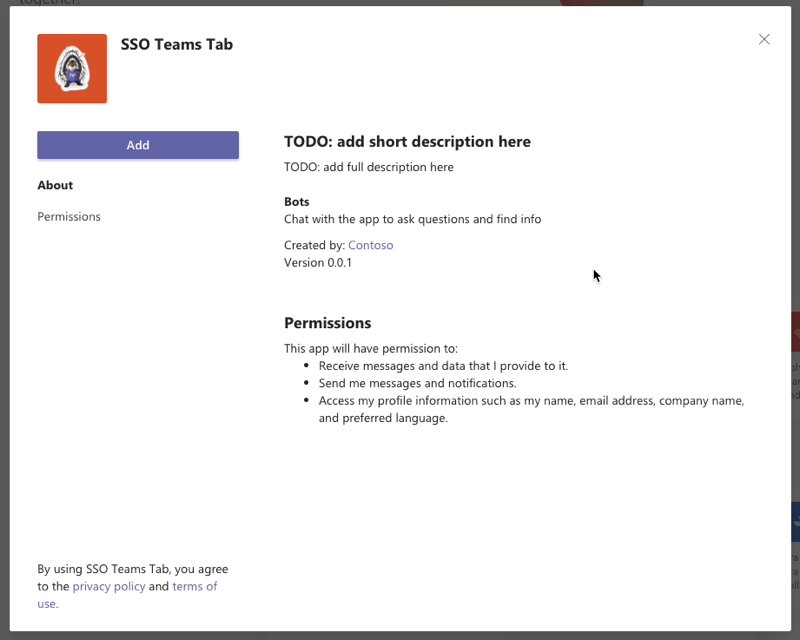 together.
SSO Teams Tab
Add
About
Permissions
TODO: add short description here
TODO: add full description here
Bots
Chat with the app to ask questions and find info
Created by: Contoso
Version 0.0.1
Permissions
This app will have permission to:
• Receive messages and data that I provide to it.
• Send me messages and notifications.
• Access my profile information such as my name, email address, company name,
and preferred language.
By using SSO Teams Tab, you agree
to the privacy policy and terms of
use.